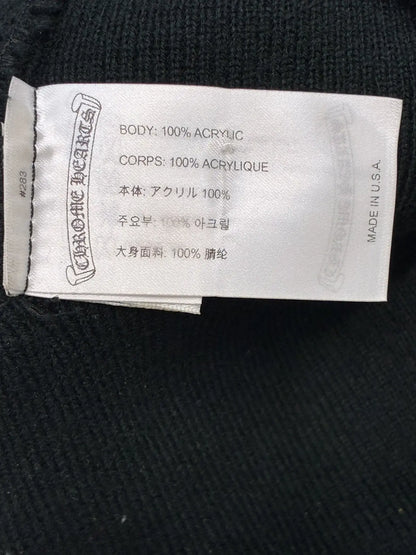 #283
CHROME HEARTS
BODY: 100% ACRYLIC
CORPS: 100% ACRYLIQUE
本体: アクリル 100%
주요부: 100% 아크릴
大身面料: 100% 腈纶
MADE IN U.S.A.